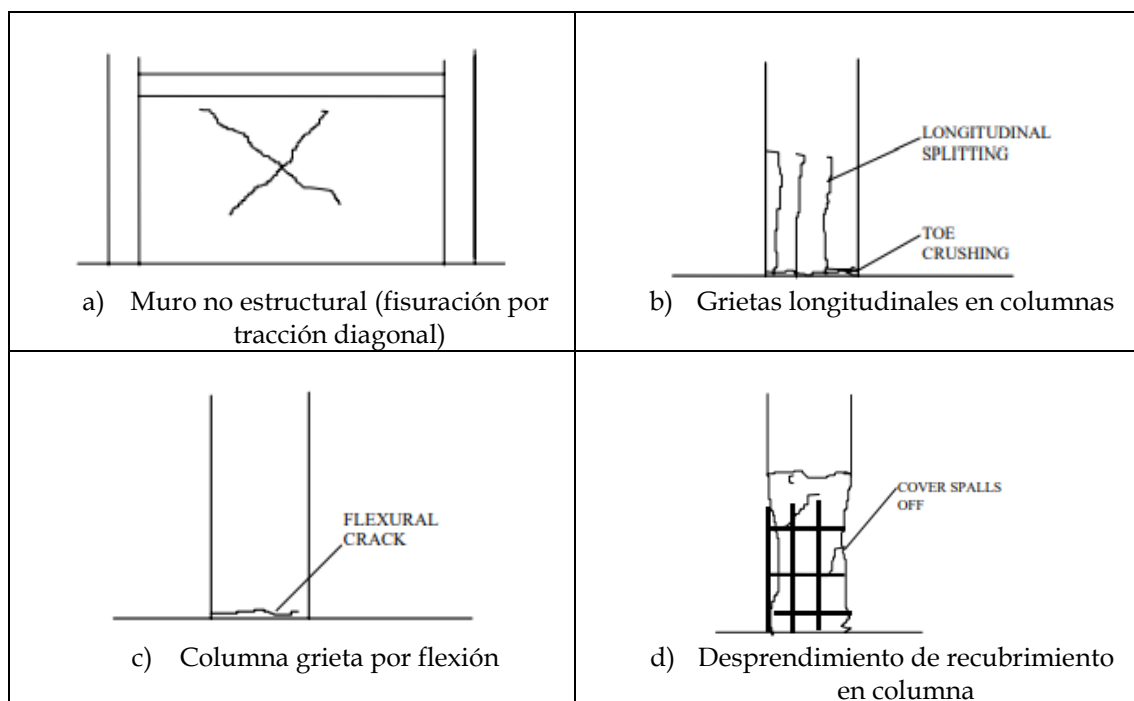 a) Muro no estructural (fisuración por
tracción diagonal)
LONGITUDINAL
SPLITTING
TOE
CRUSHING
b) Grietas longitudinales en columnas
FLEXURAL
CRACK
c) Columna grieta por flexión
COVER SPALLS
OFF
d) Desprendimiento de recubrimiento
en columna